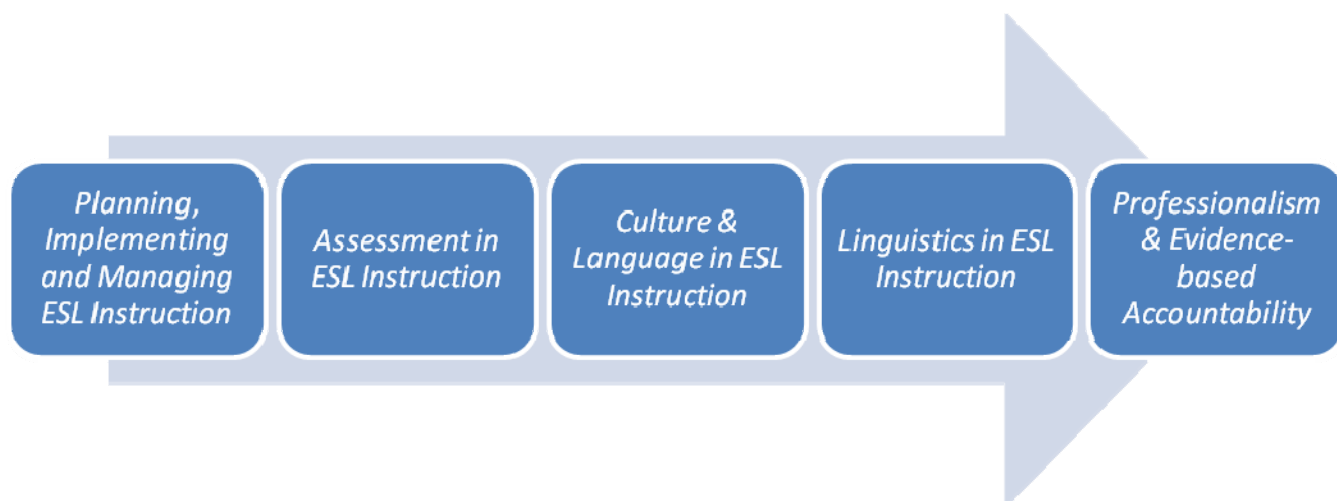 Planning,
Implementing
and Managing
ESL Instruction
Assessment in
ESL Instruction
Culture &
Language in ESL
Instruction
Linguistics in ESL
Instruction
Professionalism
& Evidence-
based
Accountability